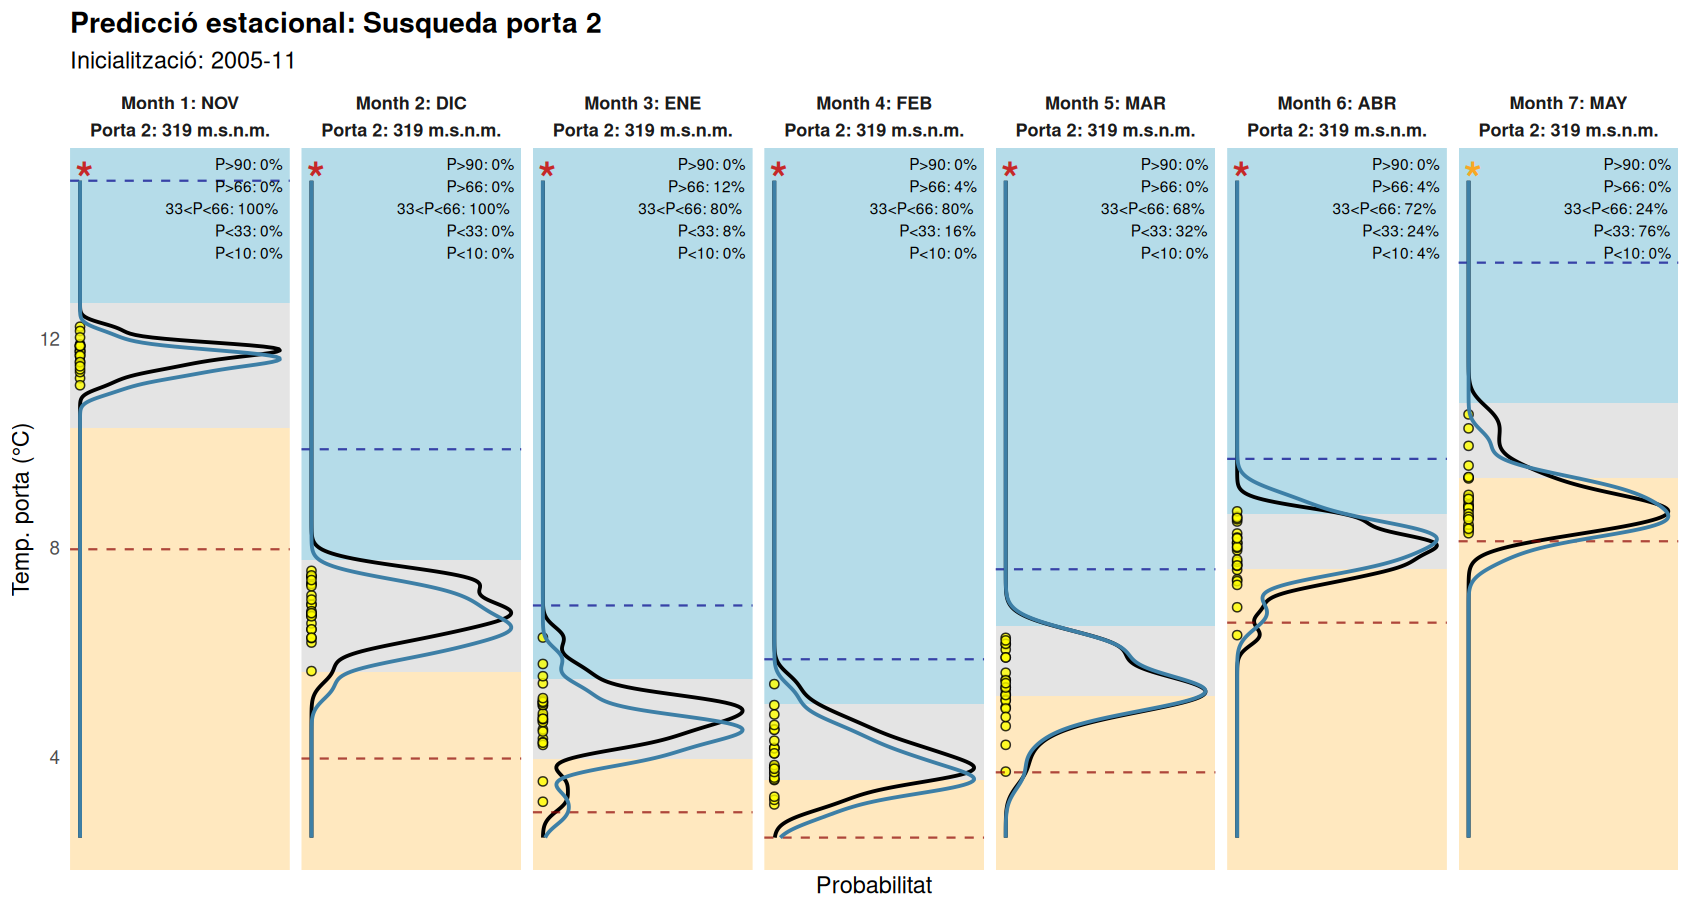 Predicció estacional: Susqueda porta 2
Inicialització: 2005-11
Month 1: NOV
Porta 2: 319 m.s.n.m.
Month 2: DIC
Porta 2: 319 m.s.n.m.
Month 3: ENE
Porta 2: 319 m.s.n.m.
Month 4: FEB
Porta 2: 319 m.s.n.m.
Month 5: MAR
Porta 2: 319 m.s.n.m.
Month 6: ABR
Porta 2: 319 m.s.n.m.
Month 7: MAY
Porta 2: 319 m.s.n.m.
*
P>90: 0%
P>66: 0%
33<P<66: 100%
P<33: 0%
P<10: 0%
*
P>90: 0%
P>66: 0%
33<P<66: 100%
P<33: 0%
P<10: 0%
*
P>90: 0%
P>66: 12%
33<P<66: 80%
P<33: 8%
P<10: 0%
*
P>90: 0%
P>66: 4%
33<P<66: 80%
P<33: 16%
P<10: 0%
*
P>90: 0%
P>66: 0%
33<P<66: 68%
P<33: 32%
P<10: 0%
*
P>90: 0%
P>66: 4%
33<P<66: 72%
P<33: 24%
P<10: 4%
*
P>90: 0%
P>66: 0%
33<P<66: 24%
P<33: 76%
P<10: 0%
12
8
4
Temp. porta (°C)
Probabilitat